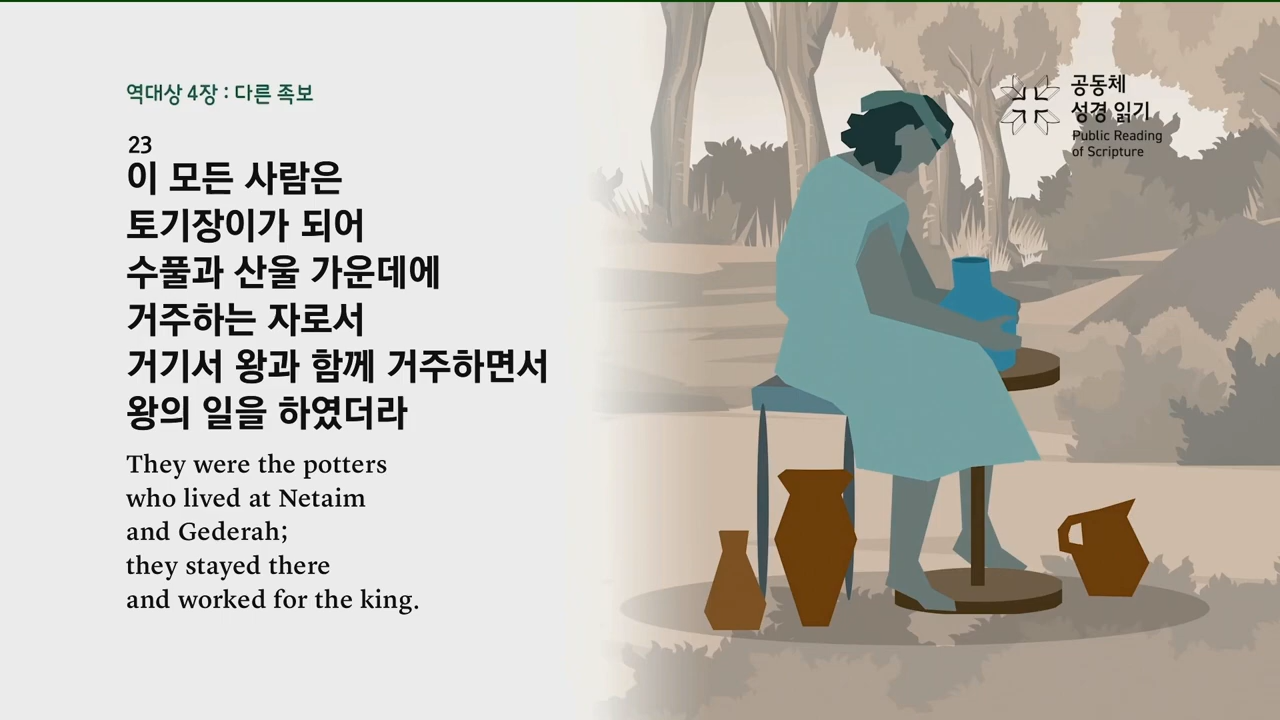 역대상 4장 : 다른 족보
23
이 모든 사람은
토기장이가 되어
수풀과 산울 가운데에
거주하는 자로서
거기서 왕과 함께 거주하면서
왕의 일을 하였더라
They were the potters
who lived at Netaim
and Gederah;
they stayed there
and worked for the king.
공동체
성경 읽기
Public Reading
of Scripture